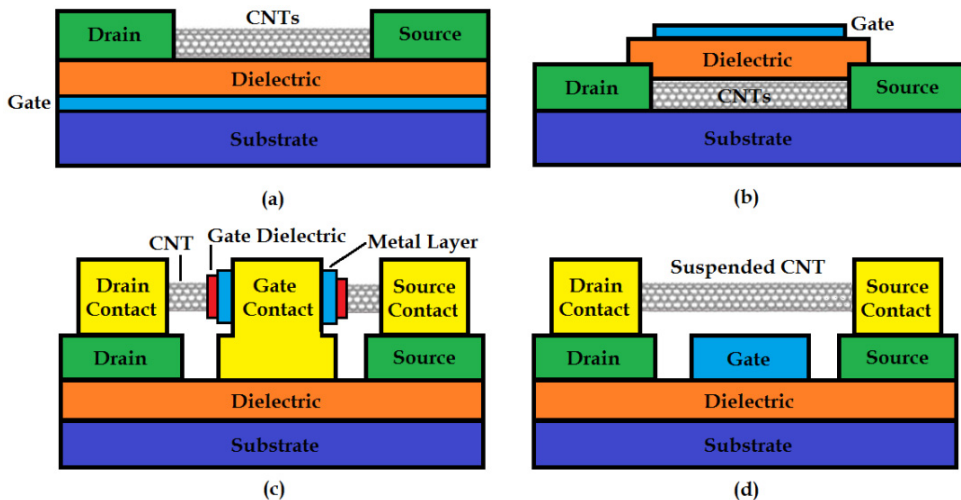 CNTs
Drain
Source
Dielectric
Gate
Substrate
(a)
Gate
Dielectric
Drain
CNTs
Source
Substrate
(b)
Gate Dielectric
CNT
Metal Layer
Drain
Contact
Gate
Contact
Source
Contact
Drain
Source
Dielectric
Substrate
(c)
Suspended CNT
Drain
Contact
Source
Contact
Drain
Gate
Source
Dielectric
Substrate
(d)